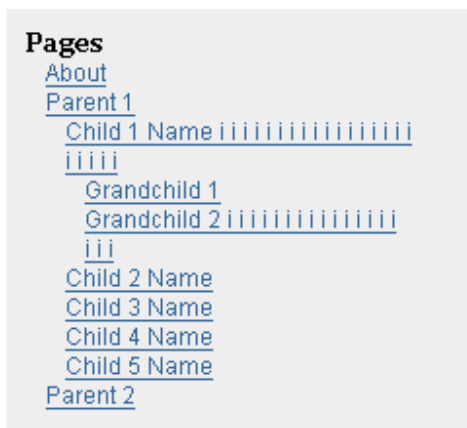 Pages
About
Parent 1
Child 1 Name i i i i i i i i i i i i i i i i i
i i i i i
Grandchild 1
Grandchild 2 i i i i i i i i i i i i i i i
i i i
Child 2 Name
Child 3 Name
Child 4 Name
Child 5 Name
Parent 2